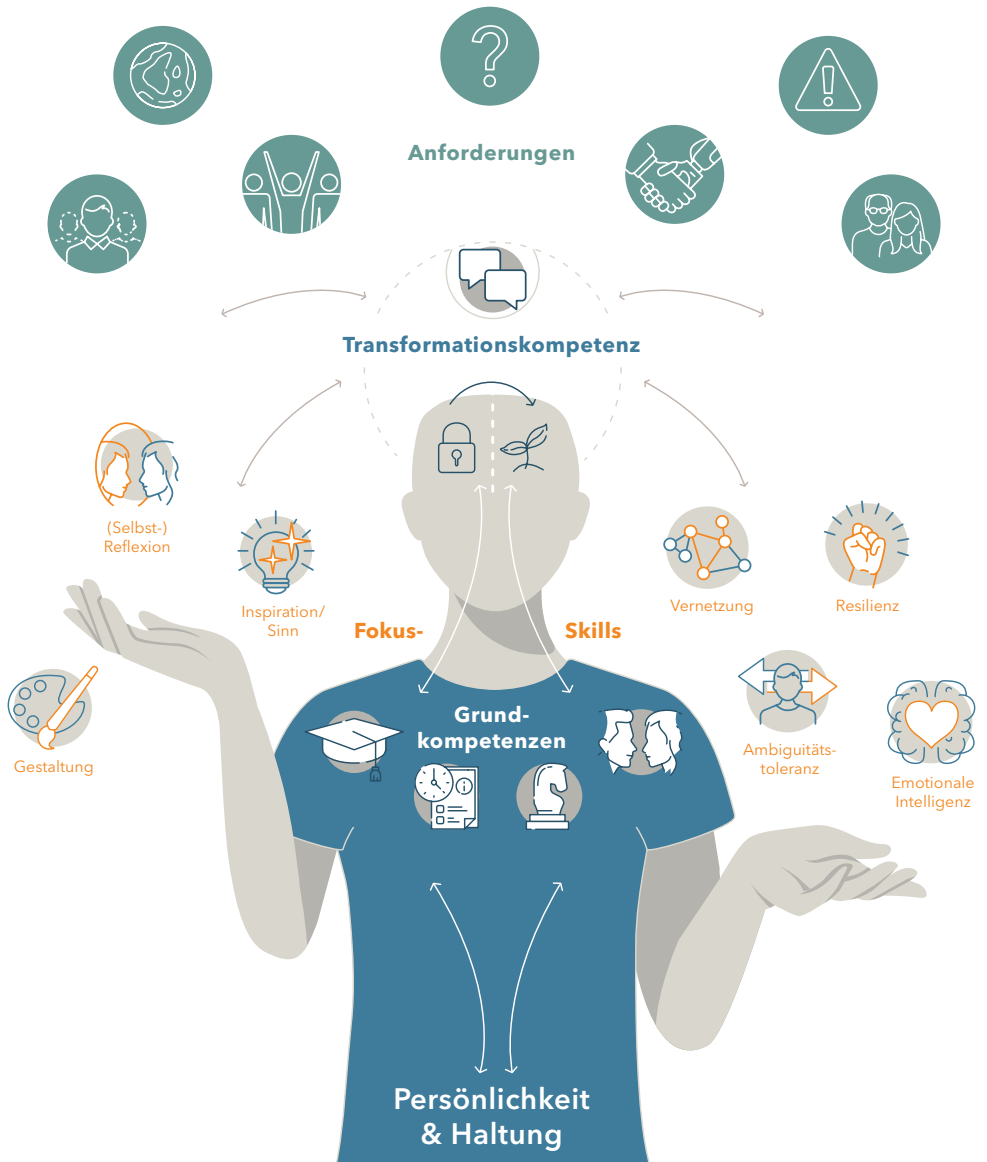 Anforderungen
Transformationskompetenz
(Selbst-)
Reflexion
Inspiration/
Sinn
Gestaltung
Fokus-
Skills
Vernetzung
Resilienz
Ambiguitäts-
toleranz
Emotionale
Intelligenz
Grund-
kompetenzen
Persönlichkeit
& Haltung